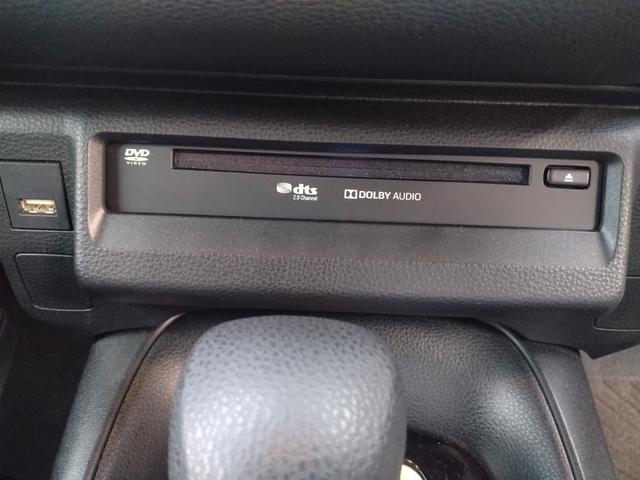 DVD
VIDEO
dts
2.0 Channel
DOLBY AUDIO